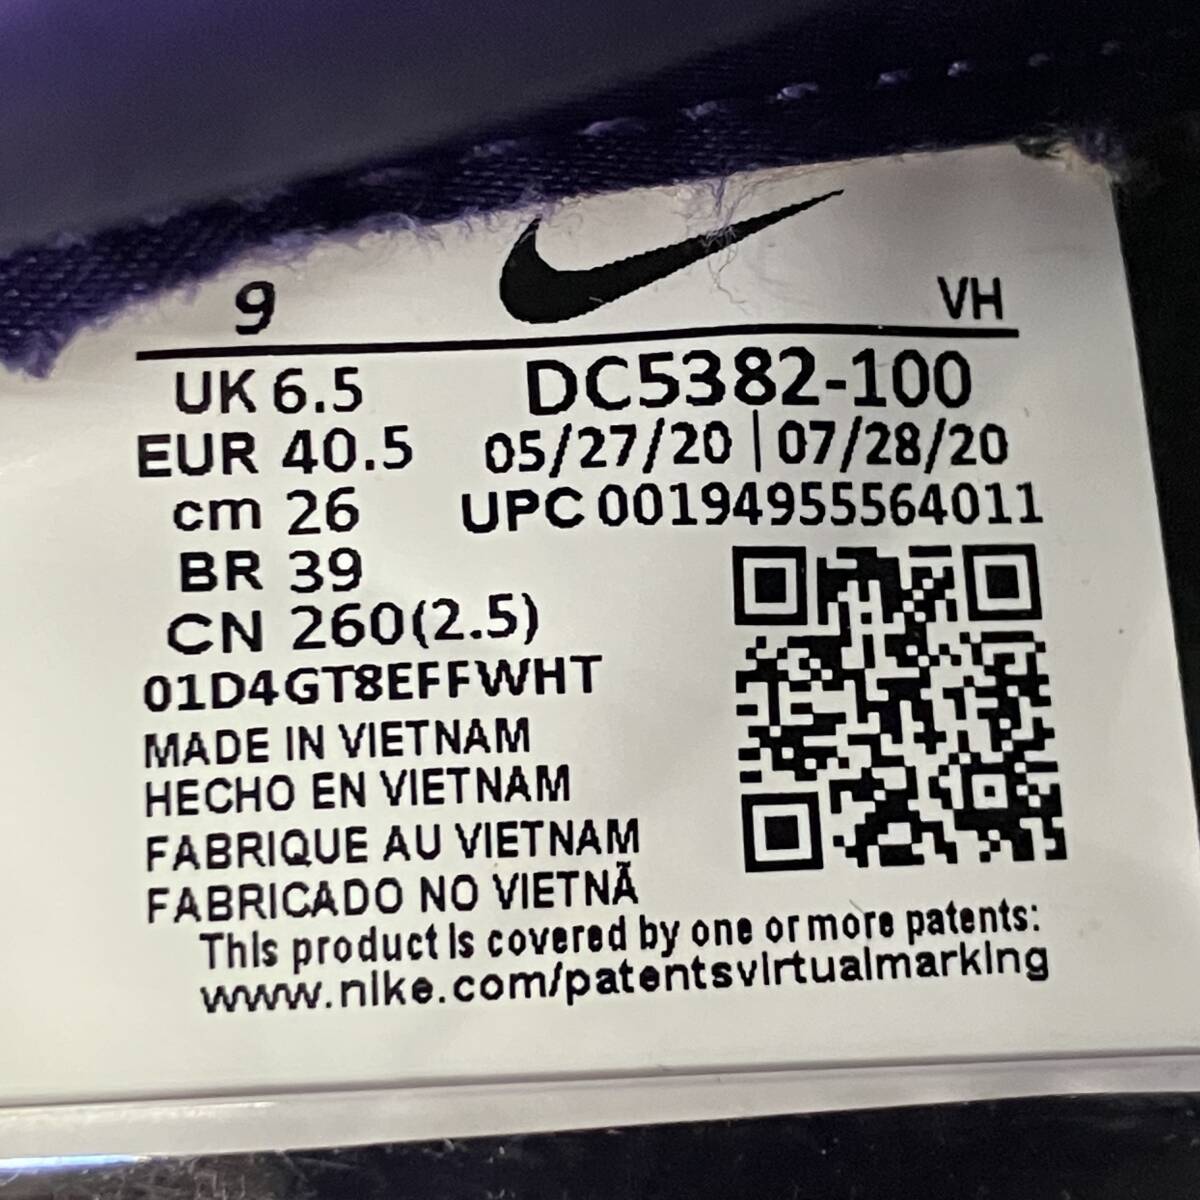 9 VH
UK 6.5 DC5382-100
EUR 40.5 05/27/20 | 07/28/20
cm 26 UPC 00194955564011
BR 39
CN 260(2.5)
01D4GT8EFFWHT
MADE IN VIETNAM
HECHO EN VIETNAM
FABRIQUE AU VIETNAM
FABRICADO NO VIETNÃ
This product is covered by one or more patents:
www.nike.com/patentsvirtualmarking